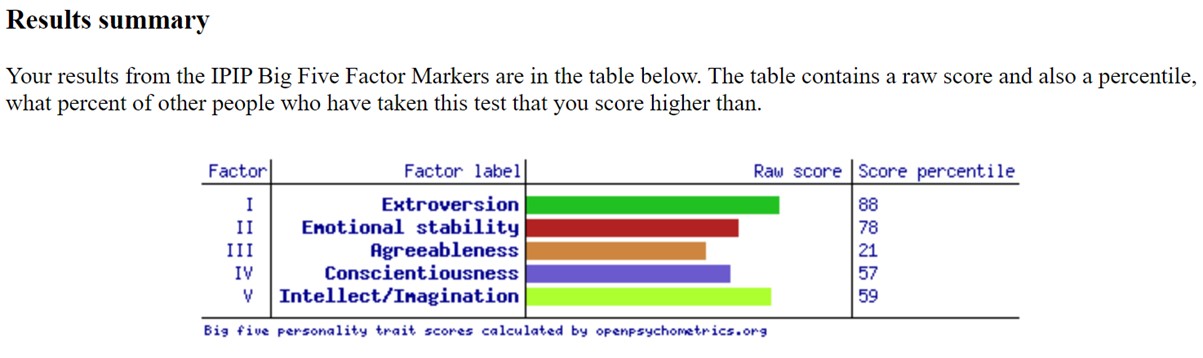 Results summary
Your results from the IPIP Big Five Factor Markers are in the table below. The table contains a raw score and also a percentile,
what percent of other people who have taken this test that you score higher than.
Factor Factor label Raw score Score percentile
I Extroversion 88
II Emotional stability 78
III Agreeableness 21
IV Conscientiousness 57
V Intellect/Imagination 59
Big five personality trait scores calculated by openpsychometrics.org